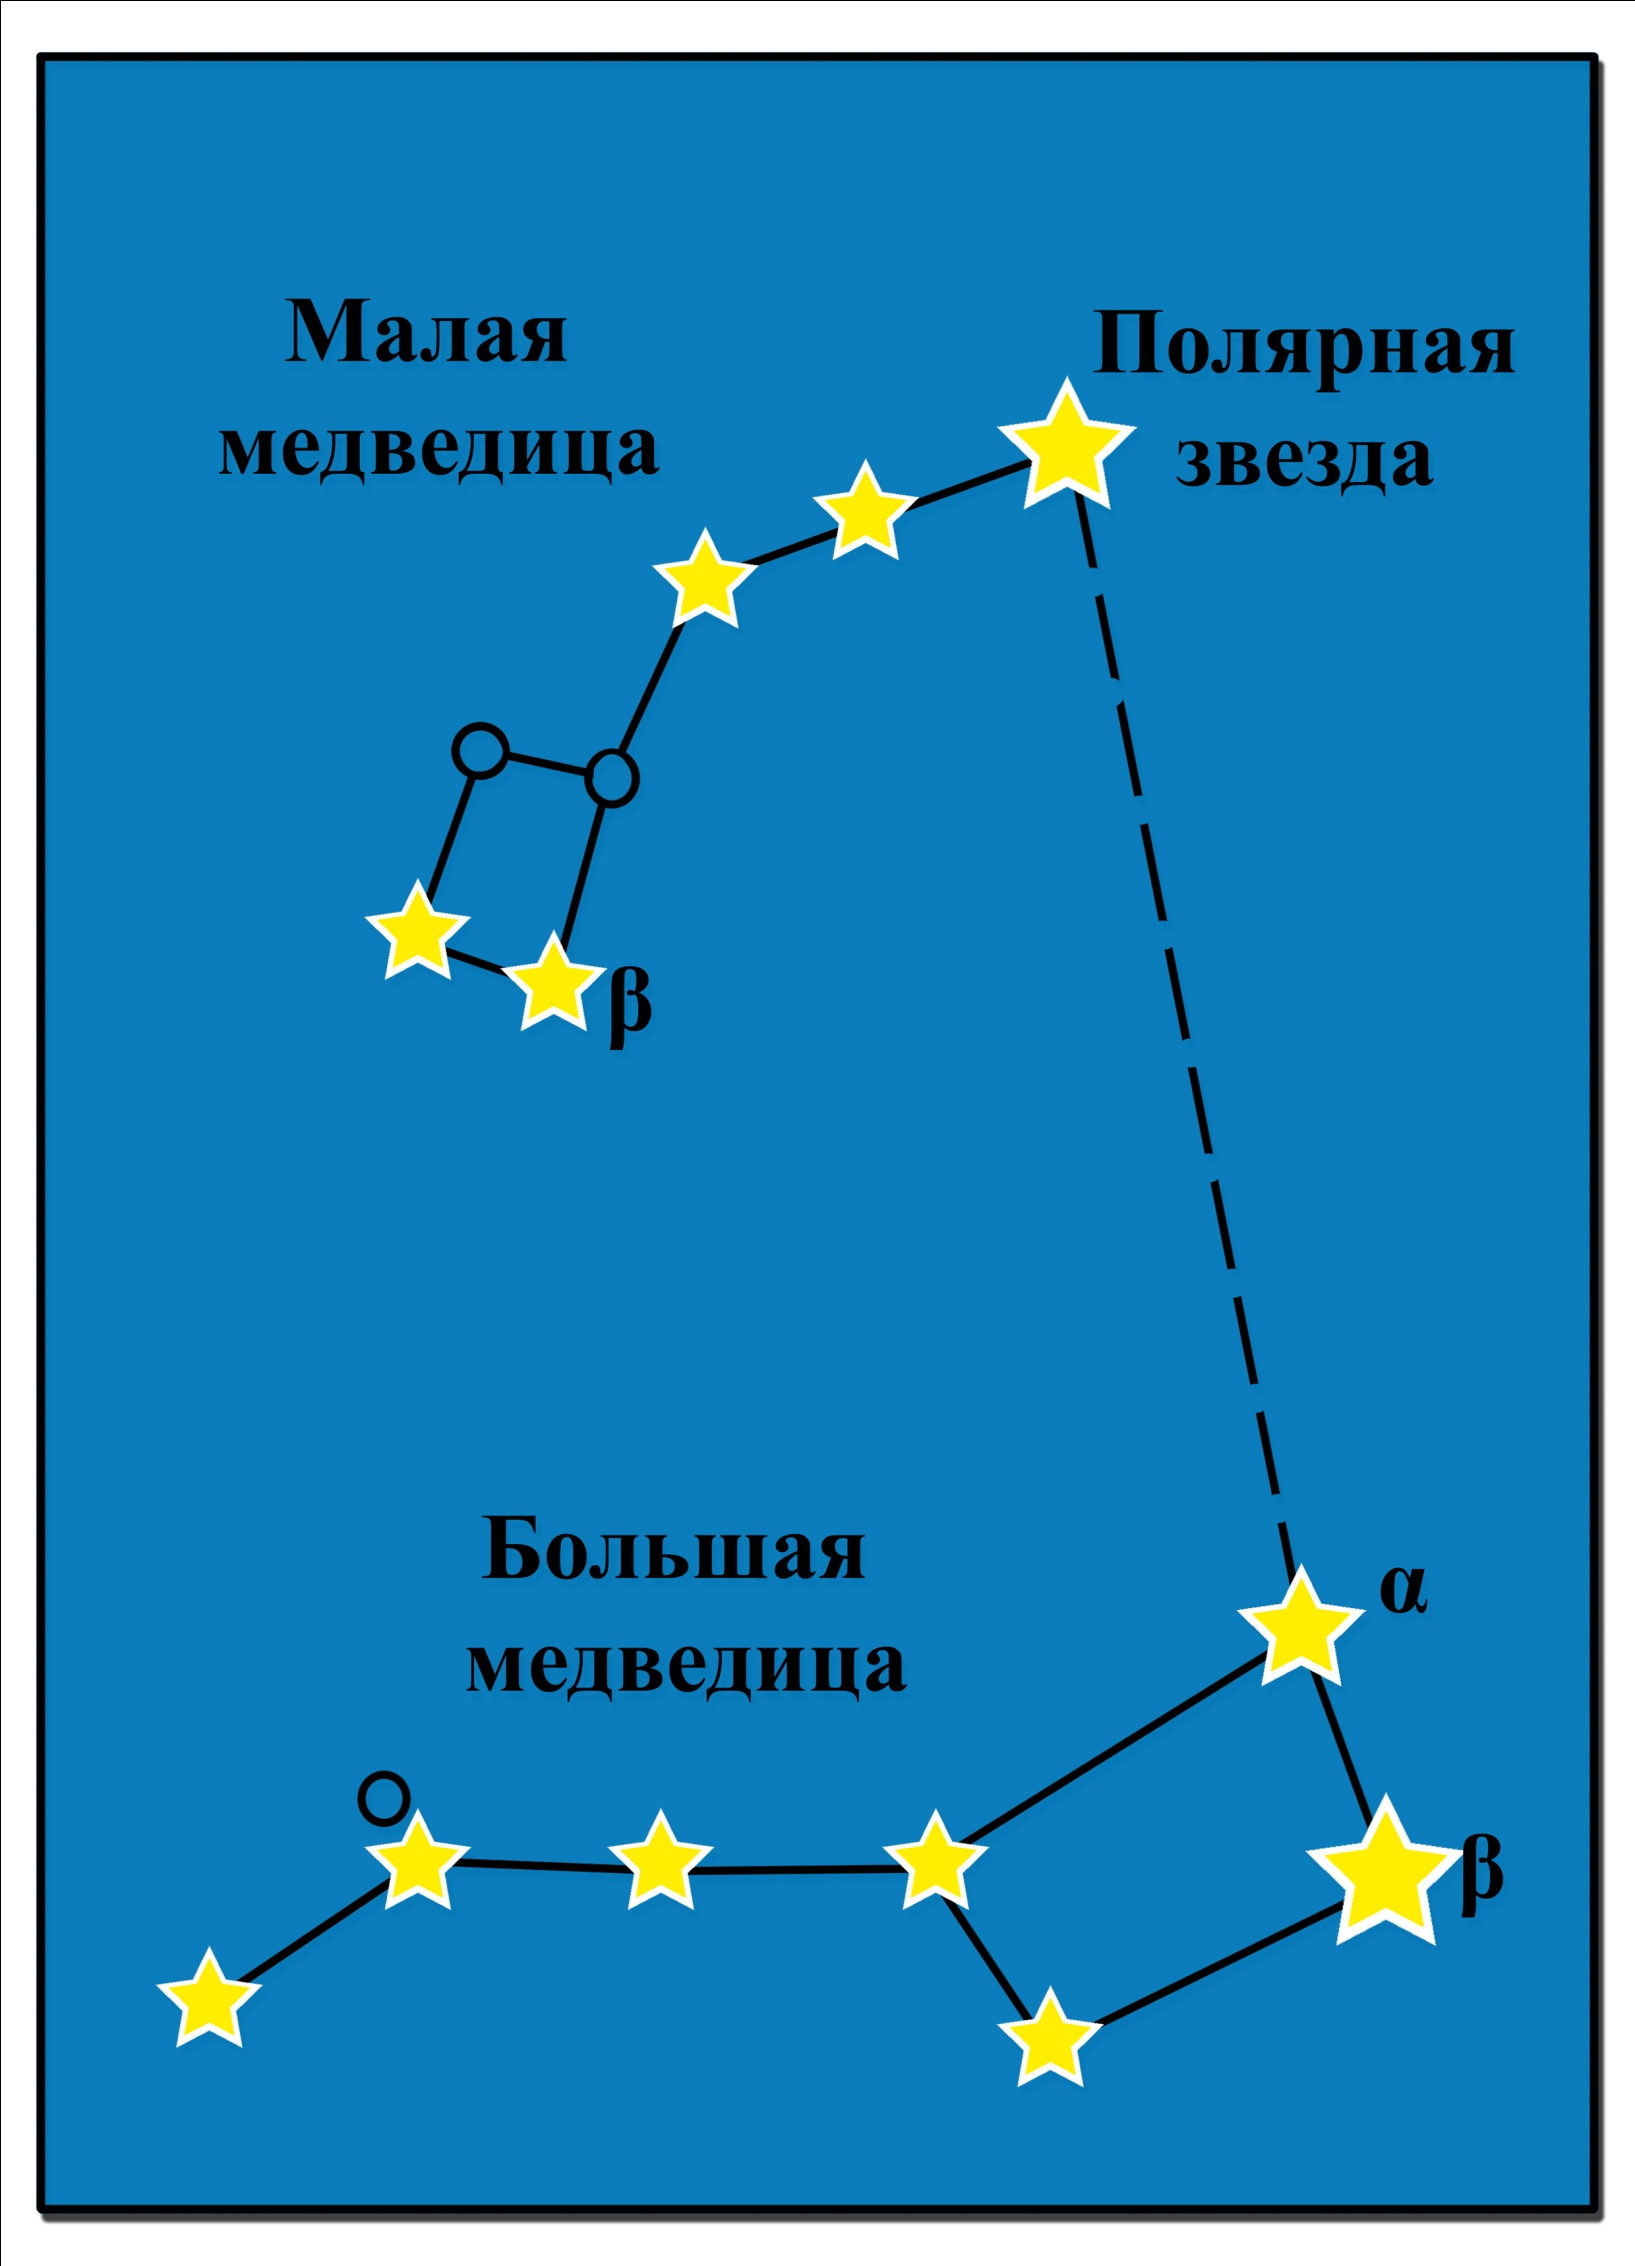 Малая
медведица
Полярная
звезда
β
Большая
медведица
α
β